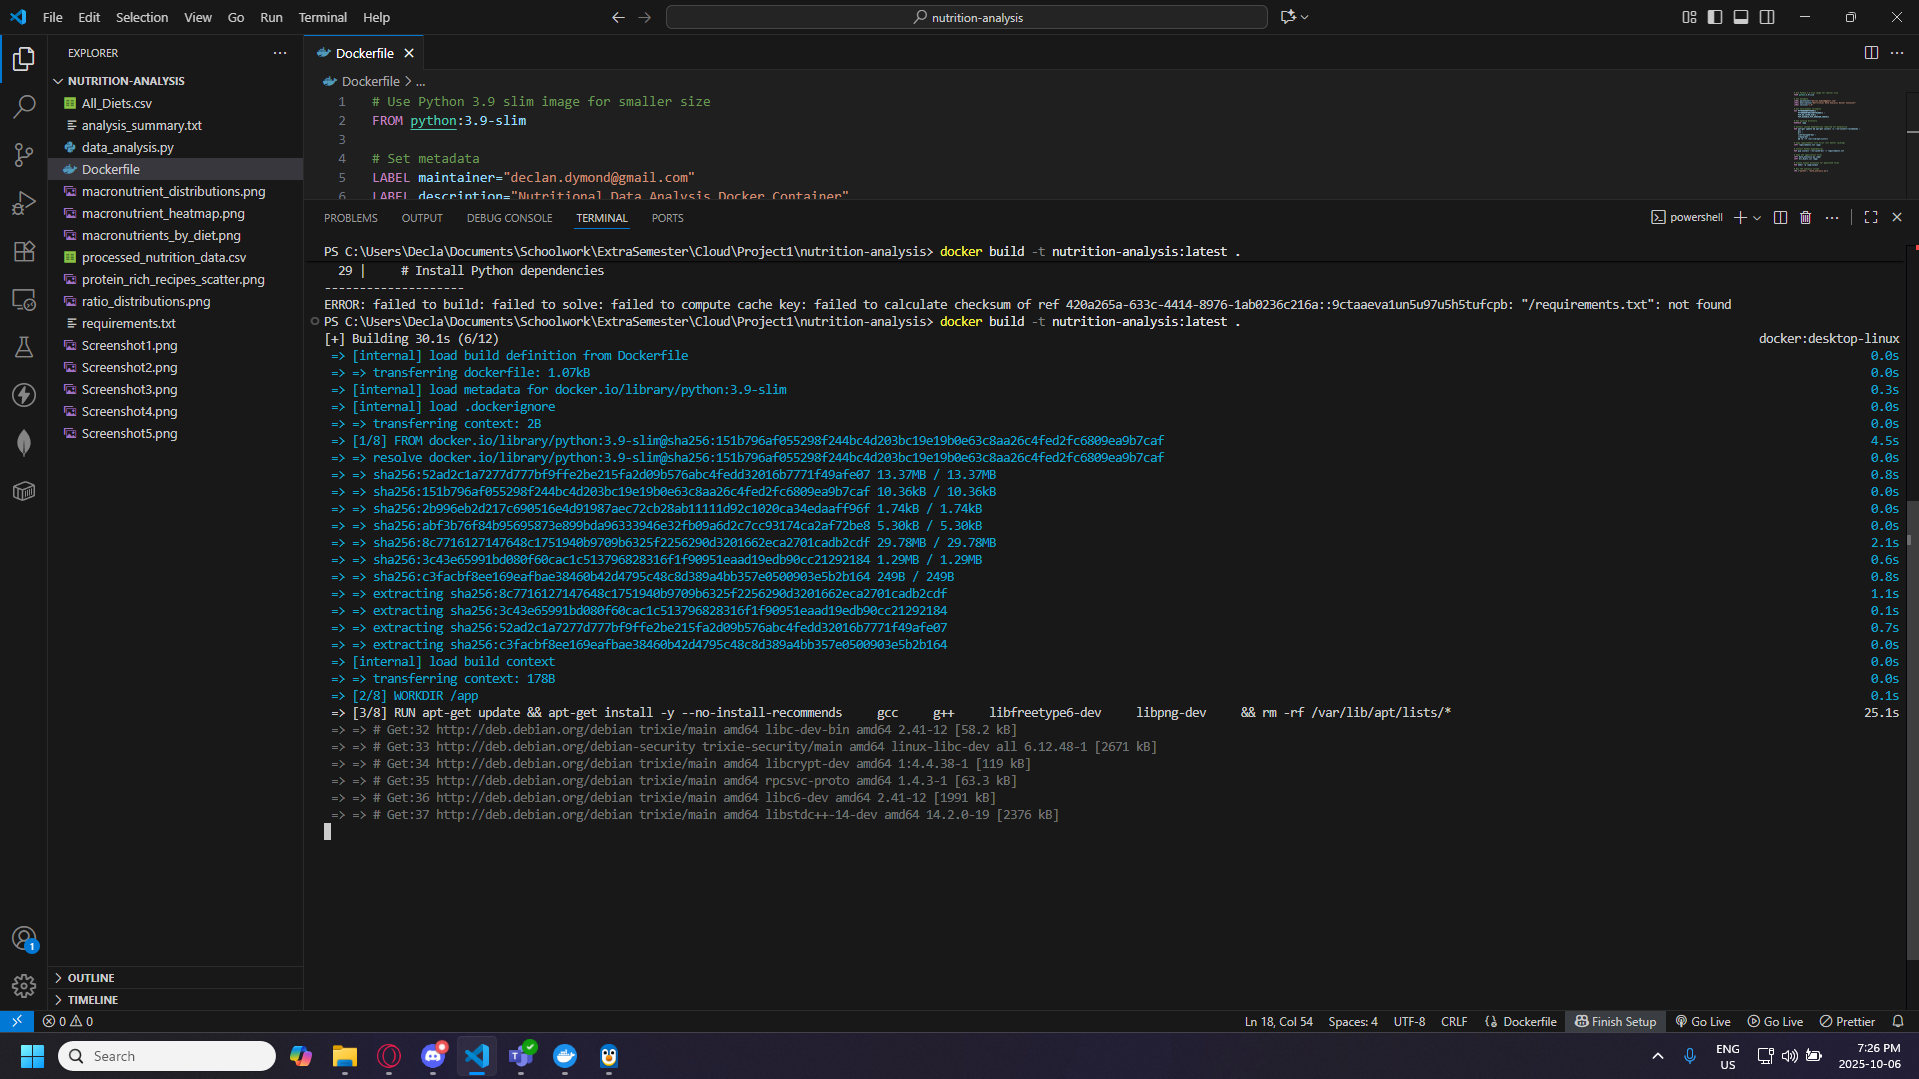 File Edit Selection View Go Run Terminal Help
nutrition-analysis
EXPLORER
NUTRITION-ANALYSIS
All_Diets.csv
analysis_summary.txt
data_analysis.py
Dockerfile
macronutrient_distributions.png
macronutrient_heatmap.png
macronutrients_by_diet.png
processed_nutrition_data.csv
protein_rich_recipes_scatter.png
ratio_distributions.png
requirements.txt
Screenshot1.png
Screenshot2.png
Screenshot3.png
Screenshot4.png
Screenshot5.png
OUTLINE
TIMELINE
Dockerfile
Dockerfile > ...
1 # Use Python 3.9 slim image for smaller size
2 FROM python:3.9-slim
3
4 # Set metadata
5 LABEL maintainer="declan.dymond@gmail.com"
6 LABEL description="Nutritional Data Analysis Docker Container"
PROBLEMS OUTPUT DEBUG CONSOLE TERMINAL PORTS
powershell
PS C:\Users\Decla\Documents\Schoolwork\ExtraSemester\Cloud\Project1\nutrition-analysis> docker build -t nutrition-analysis:latest .
29 | # Install Python dependencies
--------------------
ERROR: failed to build: failed to solve: failed to compute cache key: failed to calculate checksum of ref 420a265a-633c-4414-8976-1ab0236c216a::9ctaaeva1un5u97u5h5tufcpb: "/requirements.txt": not found
PS C:\Users\Decla\Documents\Schoolwork\ExtraSemester\Cloud\Project1\nutrition-analysis> docker build -t nutrition-analysis:latest .
[+] Building 30.1s (6/12) docker:desktop-linux
=> [internal] load build definition from Dockerfile 0.0s
=> => transferring dockerfile: 1.07kB 0.0s
=> [internal] load metadata for docker.io/library/python:3.9-slim 0.3s
=> [internal] load .dockerignore 0.0s
=> => transferring context: 2B 0.0s
=> [1/8] FROM docker.io/library/python:3.9-slim@sha256:151b796af055298f244bc4d203bc19e19b0e63c8aa26c4fed2fc6809ea9b7caf 4.5s
=> => resolve docker.io/library/python:3.9-slim@sha256:151b796af055298f244bc4d203bc19e19b0e63c8aa26c4fed2fc6809ea9b7caf 0.0s
=> => sha256:52ad2c1a7277d777bf9ffe2be215fa2d09b576abc4fedd32016b7771f49afe07 13.37MB / 13.37MB 0.8s
=> => sha256:151b796af055298f244bc4d203bc19e19b0e63c8aa26c4fed2fc6809ea9b7caf 10.36kB / 10.36kB 0.0s
=> => sha256:2b996eb2d217c690516e4d91987aec72cb28ab11111d92c1020ca34edaaff96f 1.74kB / 1.74kB 0.0s
=> => sha256:abf3b76f84b95695873e899bda96333946e32fb09a6d2c7cc93174ca2af72be8 5.30kB / 5.30kB 0.0s
=> => sha256:8c7716127147648c1751940b9709b6325f2256290d3201662eca2701cadb2cdf 29.78MB / 29.78MB 2.1s
=> => sha256:3c43e65991bd080f60cac1c513796828316f1f90951eaad19edb90cc21292184 1.29MB / 1.29MB 0.6s
=> => sha256:c3facbf8ee169eafbae38460b42d4795c48c8d389a4bb357e0500903e5b2b164 249B / 249B 0.8s
=> => extracting sha256:8c7716127147648c1751940b9709b6325f2256290d3201662eca2701cadb2cdf 1.1s
=> => extracting sha256:3c43e65991bd080f60cac1c513796828316f1f90951eaad19edb90cc21292184 0.1s
=> => extracting sha256:52ad2c1a7277d777bf9ffe2be215fa2d09b576abc4fedd32016b7771f49afe07 0.7s
=> => extracting sha256:c3facbf8ee169eafbae38460b42d4795c48c8d389a4bb357e0500903e5b2b164 0.0s
=> [internal] load build context 0.0s
=> => transferring context: 178B 0.0s
=> [2/8] WORKDIR /app 0.1s
=> [3/8] RUN apt-get update && apt-get install -y --no-install-recommends gcc g++ libfreetype6-dev libpng-dev && rm -rf /var/lib/apt/lists/* 25.1s
=> => # Get:32 http://deb.debian.org/debian trixie/main amd64 libc-dev-bin amd64 2.41-12 [58.2 kB]
=> => # Get:33 http://deb.debian.org/debian-security trixie-security/main amd64 linux-libc-dev all 6.12.48-1 [2671 kB]
=> => # Get:34 http://deb.debian.org/debian trixie/main amd64 libcrypt-dev amd64 1:4.4.38-1 [119 kB]
=> => # Get:35 http://deb.debian.org/debian trixie/main amd64 rpcsvc-proto amd64 1.4.3-1 [63.3 kB]
=> => # Get:36 http://deb.debian.org/debian trixie/main amd64 libc6-dev amd64 2.41-12 [1991 kB]
=> => # Get:37 http://deb.debian.org/debian trixie/main amd64 libstdc++-14-dev amd64 14.2.0-19 [2376 kB]
1
0 0
Ln 18, Col 54 Spaces: 4 UTF-8 CRLF Dockerfile Finish Setup Go Live Go Live Prettier
Search
ENG
US
7:26 PM
2025-10-06